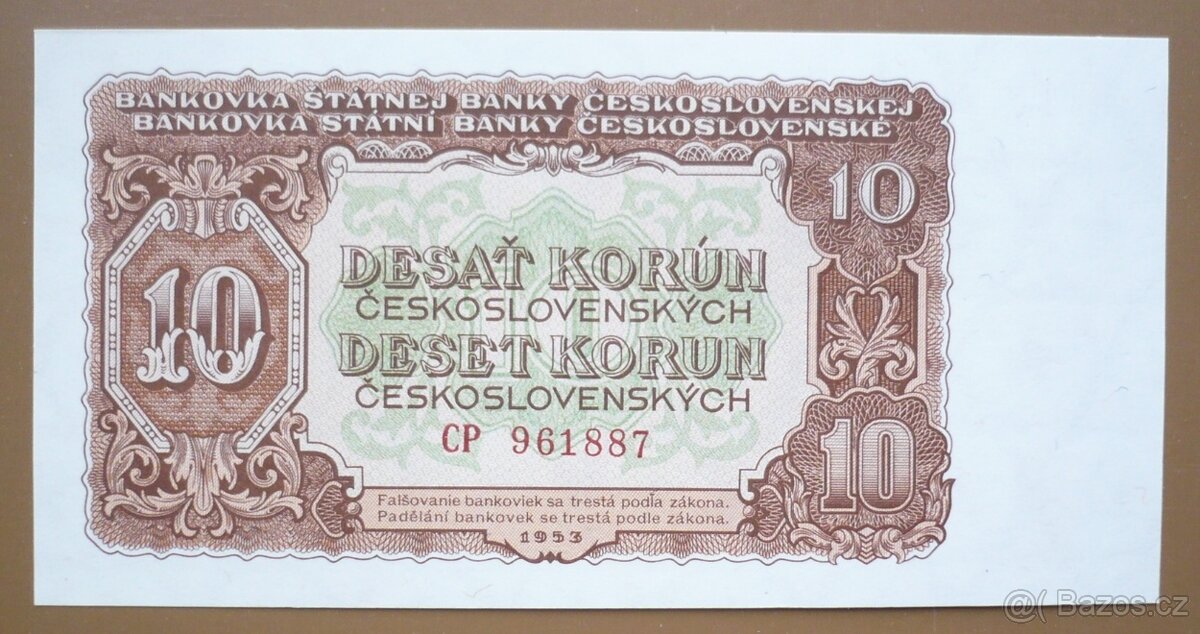 BANKOVKA ŠTÁTNEJ BANKY ČESKOSLOVENSKEJ
BANKOVKA STÁTNÍ BANKY ČESKOSLOVENSKÉ
10
10
DESAŤ KORÚN
ČESKOSLOVENSKÝCH
DESET KORUN
ČESKOSLOVENSKÝCH
10
CP 961887
Falšovanie bankoviek sa trestá podľa zákona.
Padělání bankovek se trestá podle zákona.
1953
@( Bazos.cz